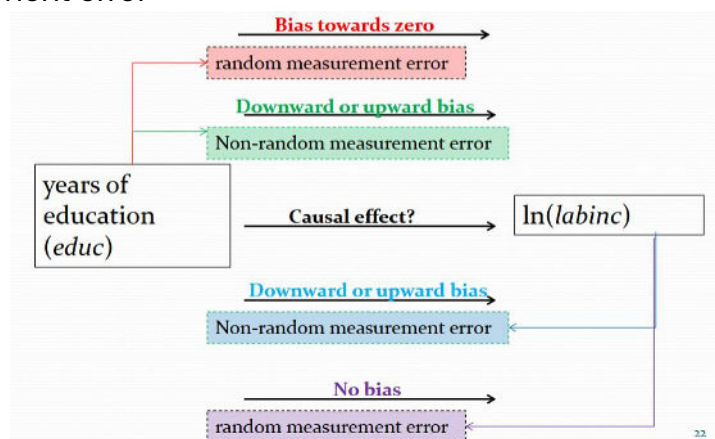 Bias towards zero
random measurement error
Downward or upward bias
Non-random measurement error
years of
education
(educ)
Causal effect?
ln(labinc)
Downward or upward bias
Non-random measurement error
No bias
random measurement error
22